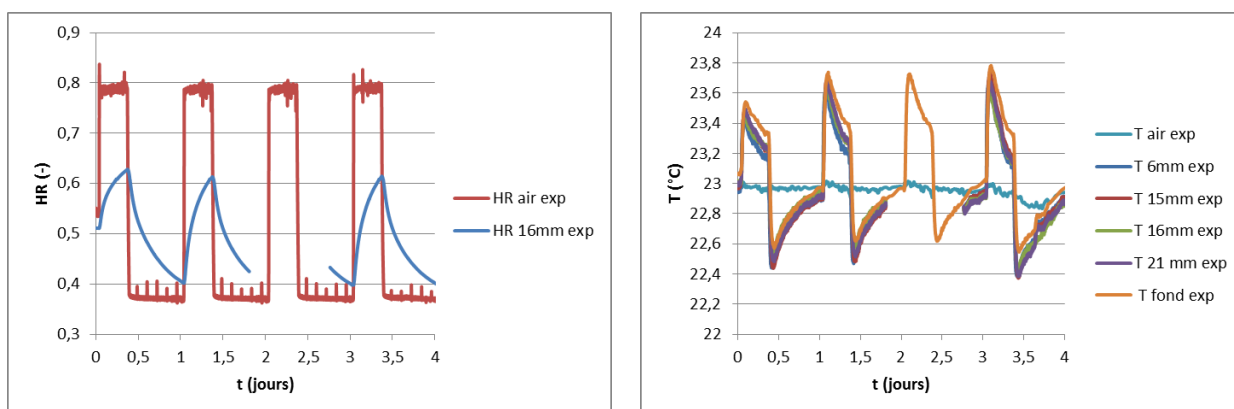 0,9
0,8
0,7
0,6
0,5
0,4
0,3
HR (-)
0 0,5 1 1,5 2 2,5 3 3,5 4
t (jours)
HR air exp
HR 16mm exp
24
23,8
23,6
23,4
23,2
23
22,8
22,6
22,4
22,2
22
T (°C)
0 0,5 1 1,5 2 2,5 3 3,5 4
t (jours)
T air exp
T 6mm exp
T 15mm exp
T 16mm exp
T 21 mm exp
T fond exp